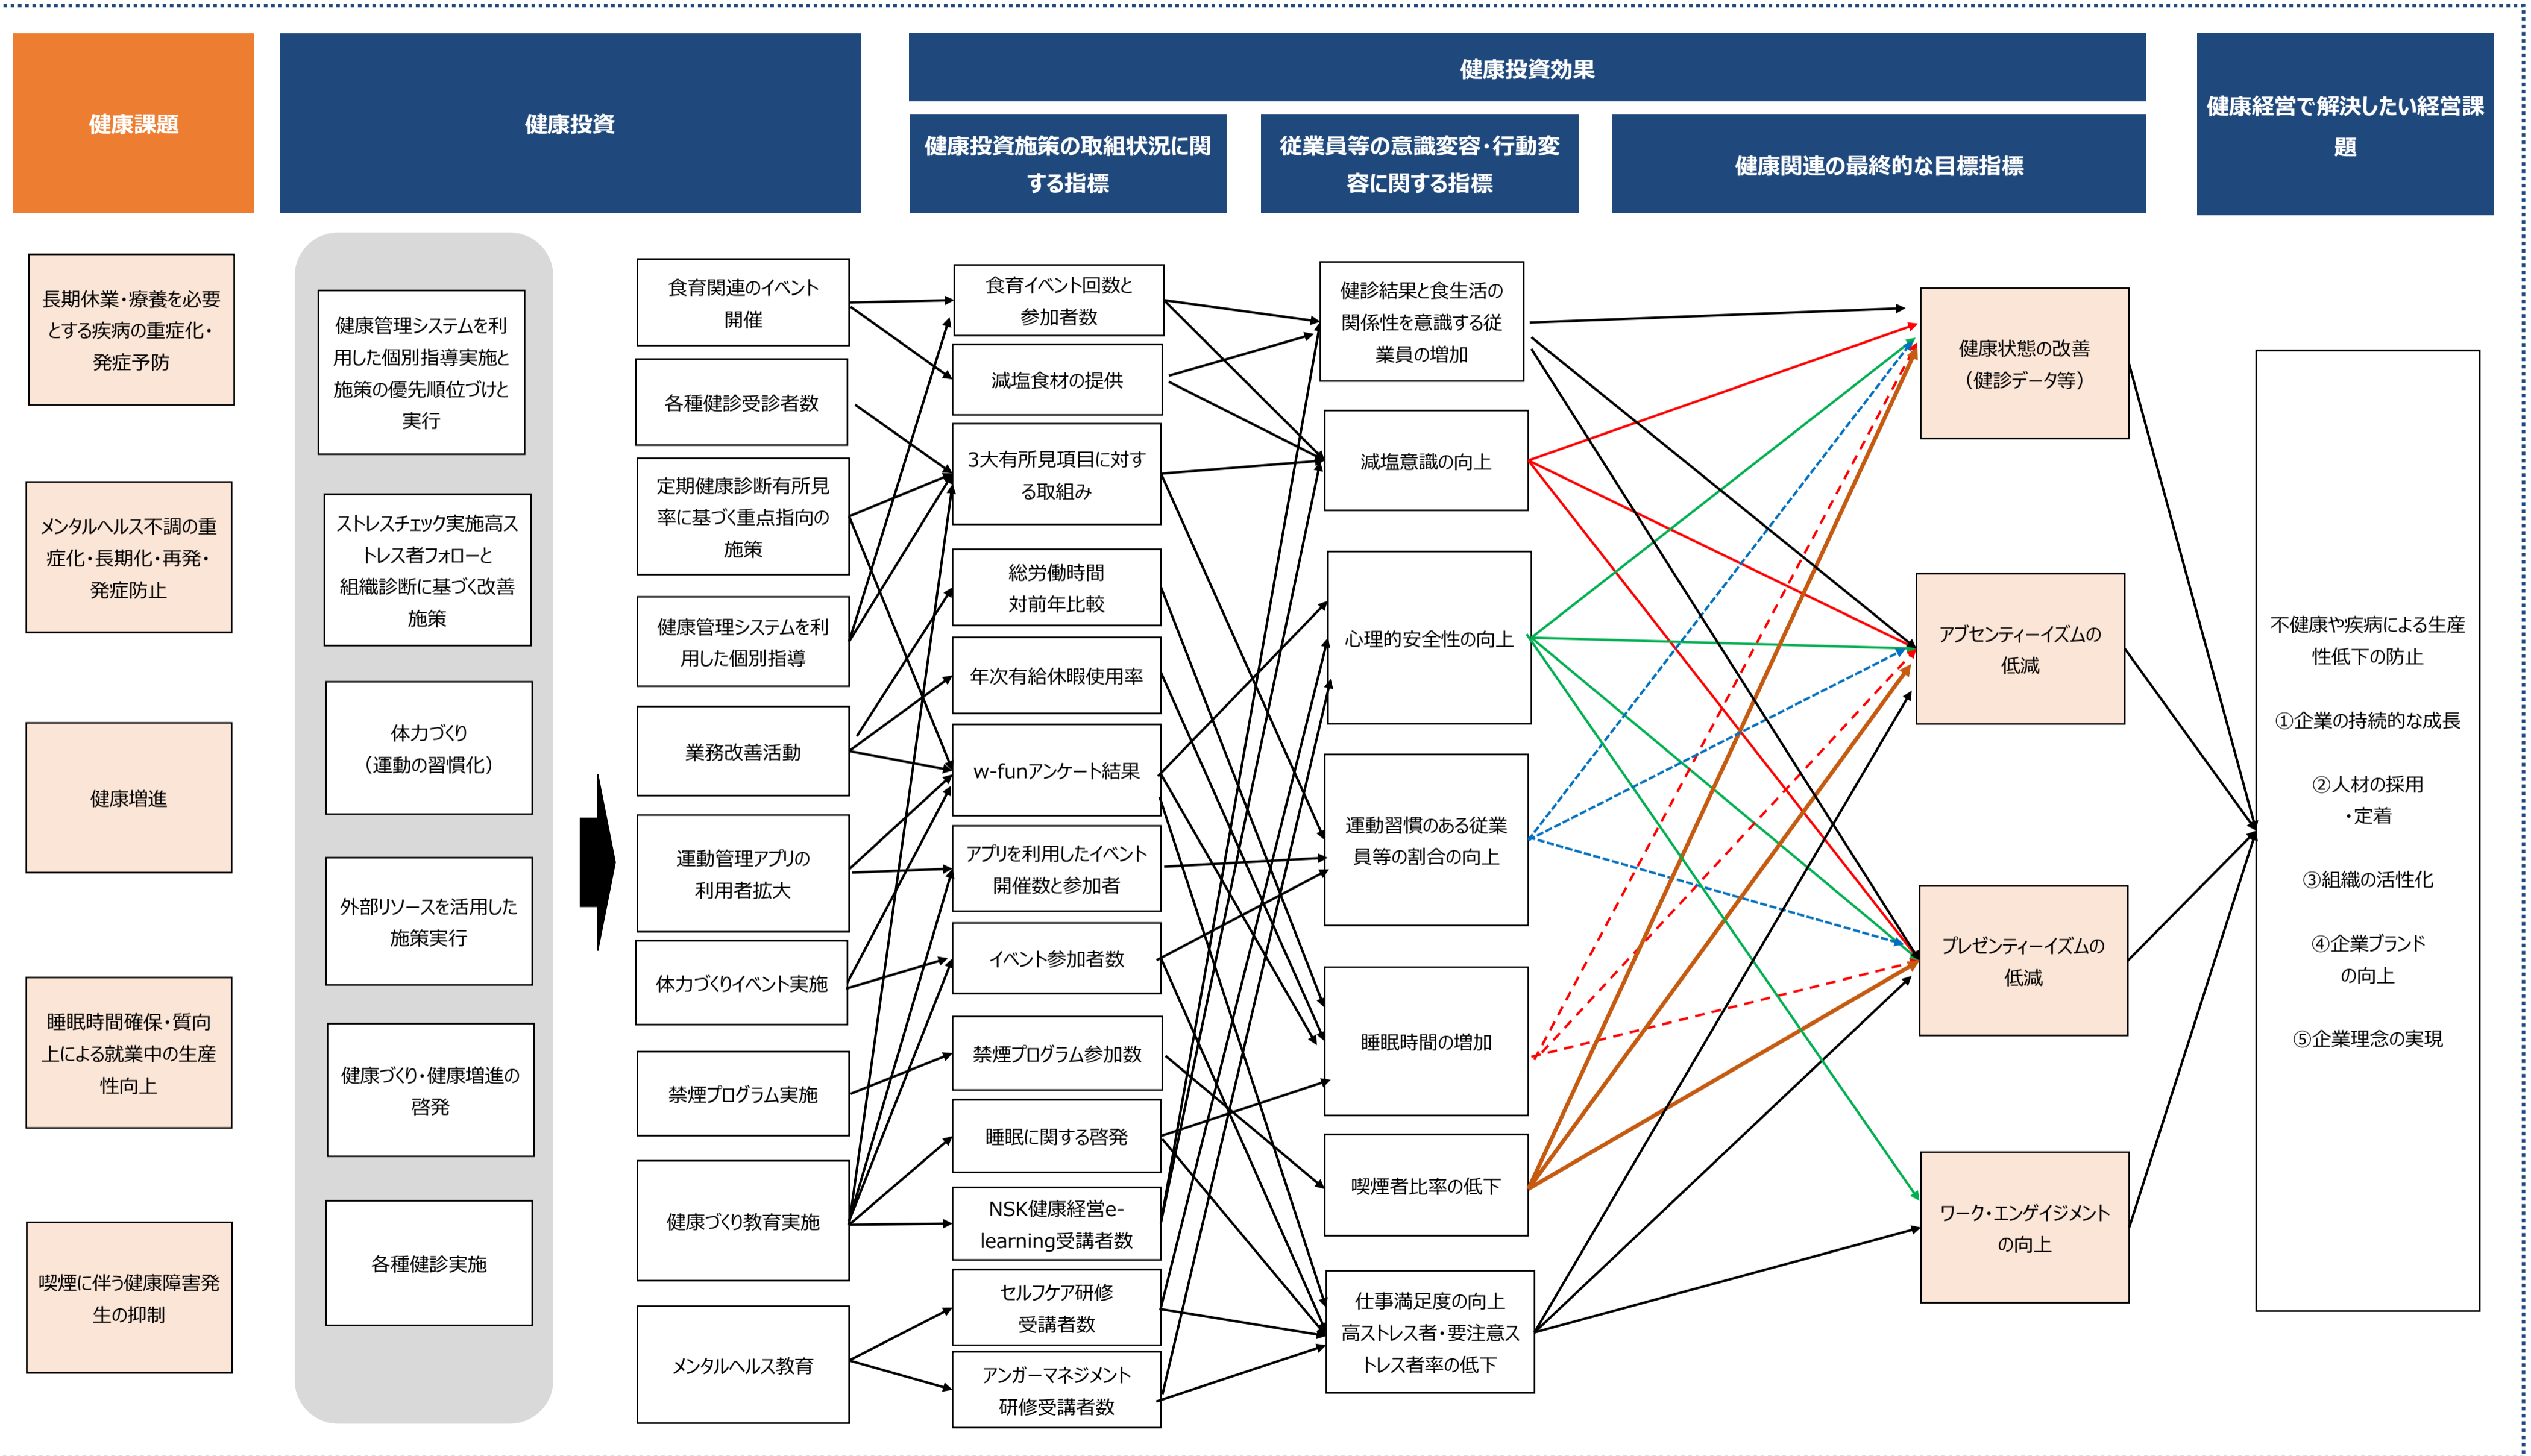 健康課題
健康投資
健康投資効果
健康投資施策の取組状況に関
する指標
従業員等の意識変容・行動変
容に関する指標
健康関連の最終的な目標指標
健康経営で解決したい経営課
題
長期休業・療養を必要
とする疾病の重症化・
発症予防
メンタルヘルス不調の重
症化・長期化・再発・
発症防止
健康増進
睡眠時間確保・質向
上による就業中の生産
性向上
喫煙に伴う健康障害発
生の抑制
健康管理システムを利
用した個別指導実施と
施策の優先順位づけと
実行
ストレスチェック実施高ス
トレス者フォローと
組織診断に基づく改善
施策
体力づくり
（運動の習慣化）
外部リソースを活用した
施策実行
健康づくり・健康増進の
啓発
各種健診実施
食育関連のイベント
開催
各種健診受診者数
定期健康診断有所見
率に基づく重点指向の
施策
健康管理システムを利
用した個別指導
業務改善活動
運動管理アプリの
利用者拡大
体力づくりイベント実施
禁煙プログラム実施
健康づくり教育実施
メンタルヘルス教育
食育イベント回数と
参加者数
減塩食材の提供
3大有所見項目に対す
る取組み
総労働時間
対前年比較
年次有給休暇使用率
w-funアンケート結果
アプリを利用したイベント
開催数と参加者
イベント参加者数
禁煙プログラム参加数
睡眠に関する啓発
NSK健康経営e-
learning受講者数
セルフケア研修
受講者数
アンガーマネジメント
研修受講者数
健診結果と食生活の
関係性を意識する従
業員の増加
減塩意識の向上
心理的安全性の向上
運動習慣のある従業
員等の割合の向上
睡眠時間の増加
喫煙者比率の低下
仕事満足度の向上
高ストレス者・要注意ス
トレス者率の低下
健康状態の改善
（健診データ等）
アブセンティーイズムの
低減
プレゼンティーイズムの
低減
ワーク・エンゲイジメント
の向上
不健康や疾病による生産
性低下の防止
①企業の持続的な成長
②人材の採用
・定着
③組織の活性化
④企業ブランド
の向上
⑤企業理念の実現